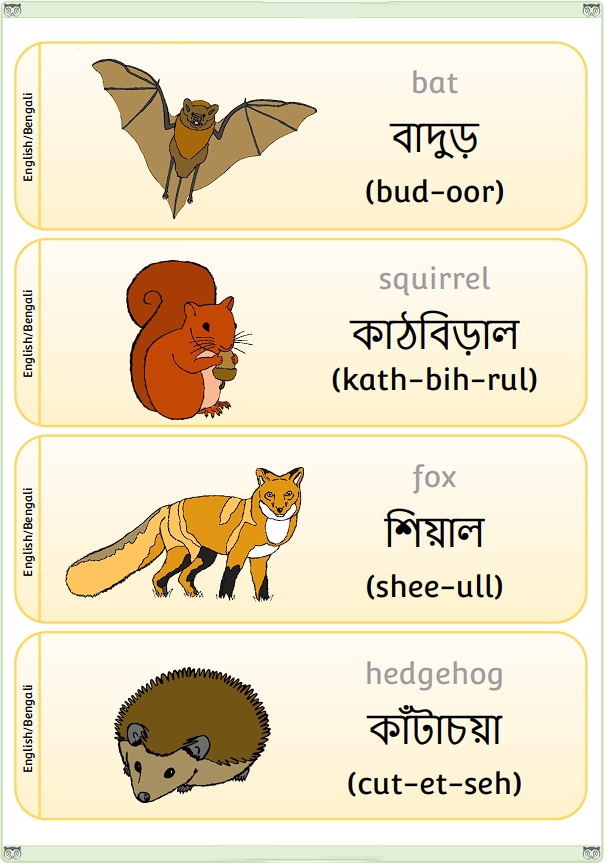 English/Bengali
bat
বাদুড়
(bud-oor)
English/Bengali
squirrel
কাঠবিড়াল
(kath-bih-rul)
English/Bengali
fox
শিয়াল
(shee-ull)
English/Bengali
hedgehog
কাঁটাচয়া
(cut-et-seh)